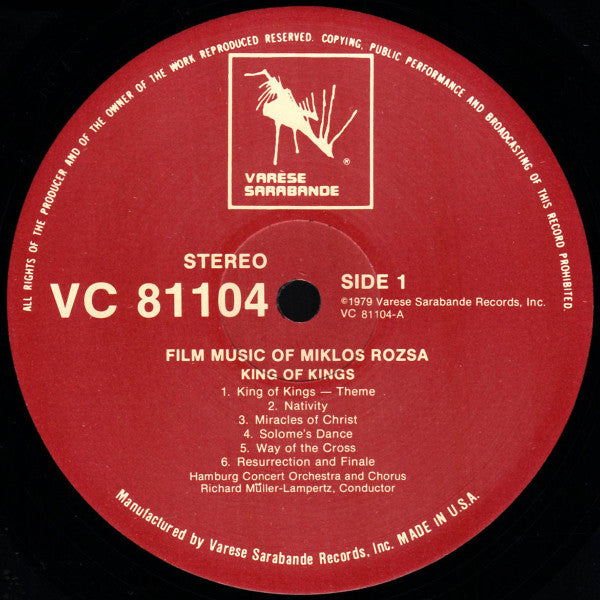 ALL RIGHTS OF THE PRODUCER AND OF THE OWNER OF THE WORK REPRODUCED RESERVED. COPYING, PUBLIC PERFORMANCE AND BROADCASTING OF THIS RECORD PROHIBITED.
VARÈSE
SARABANDE
®
STEREO
VC 81104
SIDE 1
©1979 Varese Sarabande Records, Inc.
VC 81104-A
FILM MUSIC OF MIKLOS ROZSA
KING OF KINGS
1. King of Kings — Theme
2. Nativity
3. Miracles of Christ
4. Solome's Dance
5. Way of the Cross
6. Resurrection and Finale
Hamburg Concert Orchestra and Chorus
Richard Müller-Lampertz, Conductor
Manufactured by Varese Sarabande Records, Inc. MADE IN U.S.A.